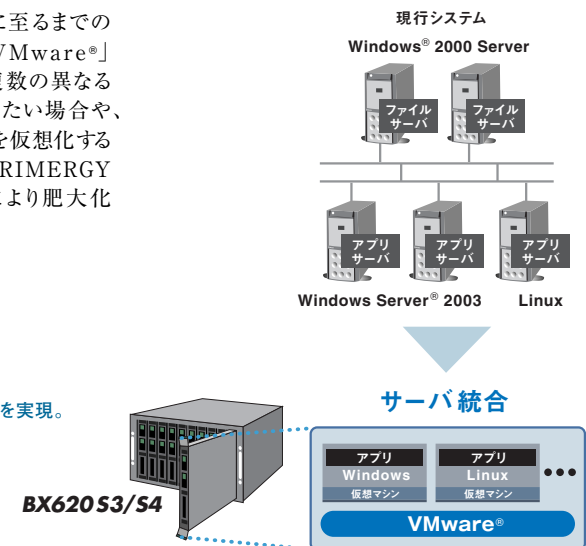 に至るまでの
VMware®」
複数の異なる
たい場合や、
を仮想化する
PRIMERGY
により肥大化
現行システム
Windows® 2000 Server
ファイル
サーバ
ファイル
サーバ
アプリ
サーバ
アプリ
サーバ
アプリ
サーバ
Windows Server® 2003
Linux
を実現。
サーバ統合
BX620 S3/S4
アプリ
Windows
仮想マシン
アプリ
Linux
仮想マシン
VMware®